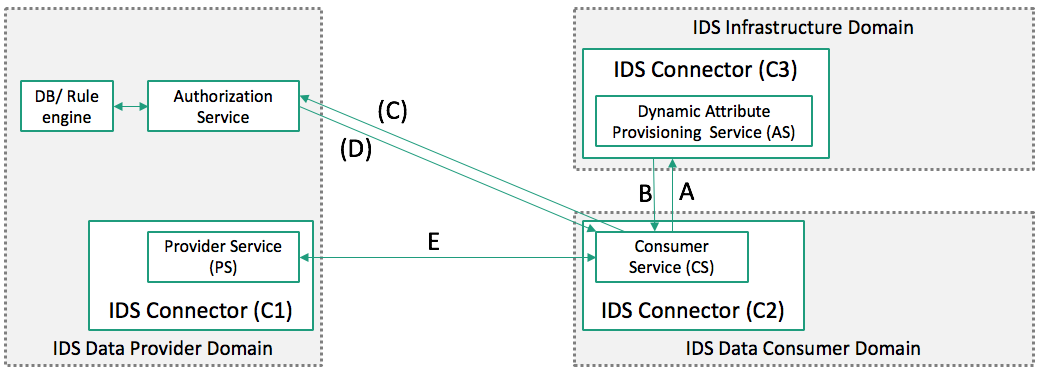 IDS Infrastructure Domain
IDS Connector (C3)
Dynamic Attribute
Provisioning Service (AS)
DB/ Rule
engine
Authorization
Service
(C)
(D)
B
A
E
Provider Service
(PS)
IDS Connector (C1)
IDS Data Provider Domain
Consumer
Service (CS)
IDS Connector (C2)
IDS Data Consumer Domain